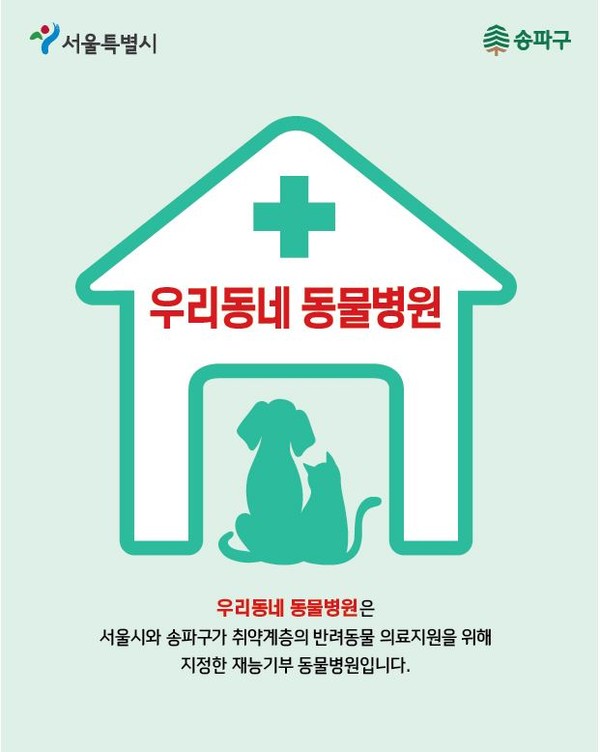 서울특별시
송파구
우리동네 동물병원
우리동네 동물병원은
서울시와 송파구가 취약계층의 반려동물 의료지원을 위해
지정한 재능기부 동물병원입니다.